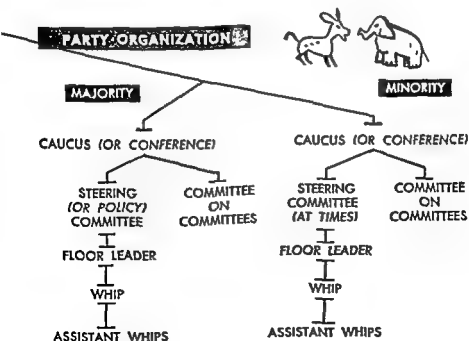 PARTY ORGANIZATION
MAJORITY
MINORITY
CAUCUS (OR CONFERENCE)
CAUCUS (OR CONFERENCE)
STEERING
(OR POLICY)
COMMITTEE
COMMITTEE
ON
COMMITTEES
STEERING
COMMITTEE
(AT TIMES)
COMMITTEE
ON
COMMITTEES
FLOOR LEADER
FLOOR LEADER
WHIP
WHIP
ASSISTANT WHIPS
ASSISTANT WHIPS